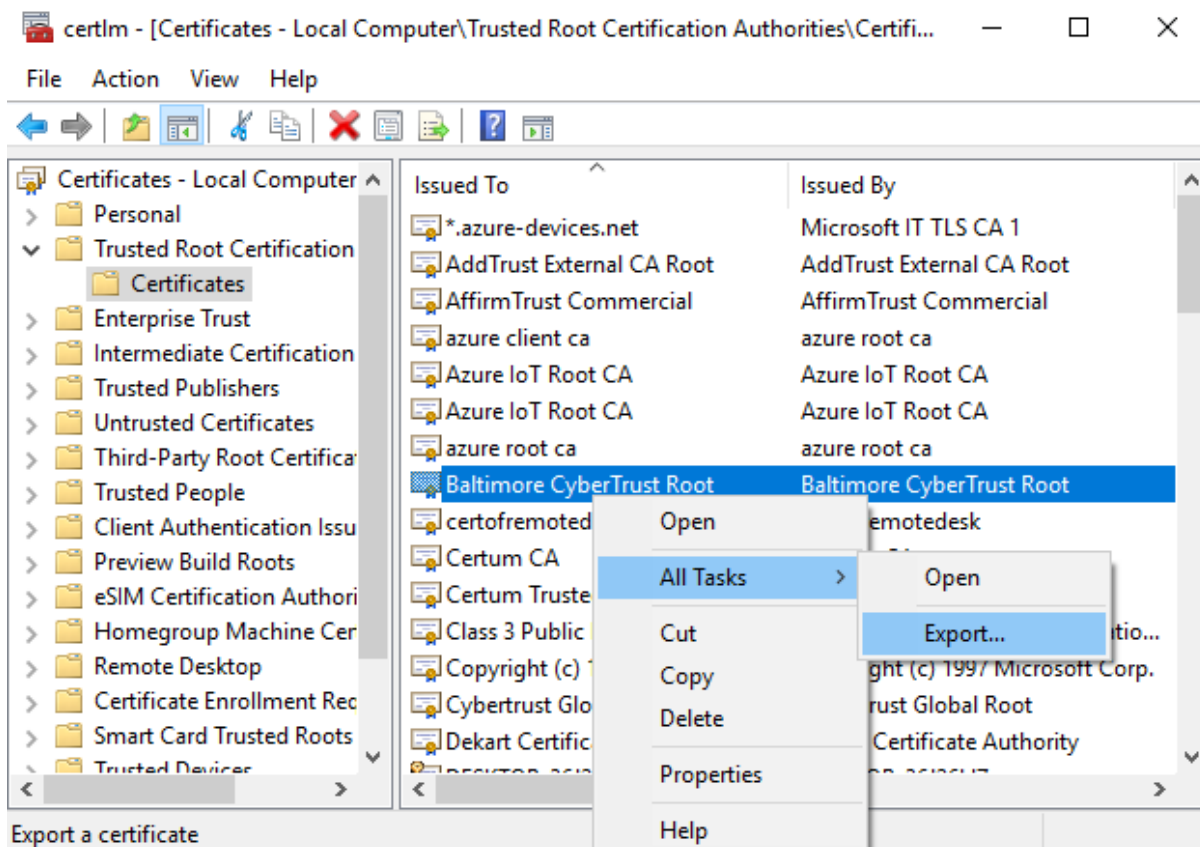 certlm - [Certificates - Local Computer\Trusted Root Certification Authorities\Certifi...
File Action View Help
Certificates - Local Computer
Personal
Trusted Root Certification
Certificates
Enterprise Trust
Intermediate Certification
Trusted Publishers
Untrusted Certificates
Third-Party Root Certifica
Trusted People
Client Authentication Issu
Preview Build Roots
eSIM Certification Authori
Homegroup Machine Cer
Remote Desktop
Certificate Enrollment Req
Smart Card Trusted Roots
Trusted Devices
Issued To Issued By
*.azure-devices.net Microsoft IT TLS CA 1
AddTrust External CA Root AddTrust External CA Root
AffirmTrust Commercial AffirmTrust Commercial
azure client ca azure root ca
Azure IoT Root CA Azure IoT Root CA
Azure IoT Root CA Azure IoT Root CA
azure root ca azure root ca
Baltimore CyberTrust Root Baltimore CyberTrust Root
certofremoted emotedesk
Certum CA
Certum Truste
Class 3 Public tio...
Copyright (c) ght (c) 1997 Microsoft Corp.
Cybertrust Glo rust Global Root
Dekart Certific Certificate Authority
Open
All Tasks
Cut
Copy
Delete
Properties
Help
Open
Export...
Export a certificate